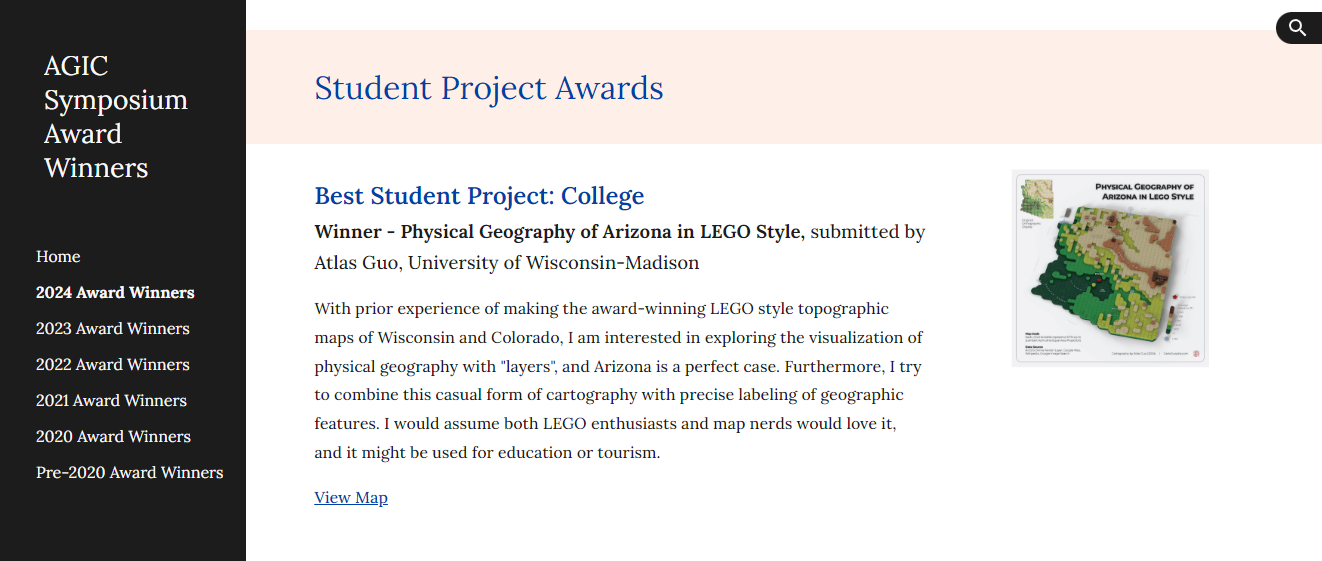 AGIC
Symposium
Award
Winners
Home
2024 Award Winners
2023 Award Winners
2022 Award Winners
2021 Award Winners
2020 Award Winners
Pre-2020 Award Winners
Student Project Awards
Best Student Project: College
Winner - Physical Geography of Arizona in LEGO Style, submitted by
Atlas Guo, University of Wisconsin-Madison
With prior experience of making the award-winning LEGO style topographic
maps of Wisconsin and Colorado, I am interested in exploring the visualization of
physical geography with "layers", and Arizona is a perfect case. Furthermore, I try
to combine this casual form of cartography with precise labeling of geographic
features. I would assume both LEGO enthusiasts and map nerds would love it,
and it might be used for education or tourism.
View Map
Physical Geography of
Arizona in Lego Style